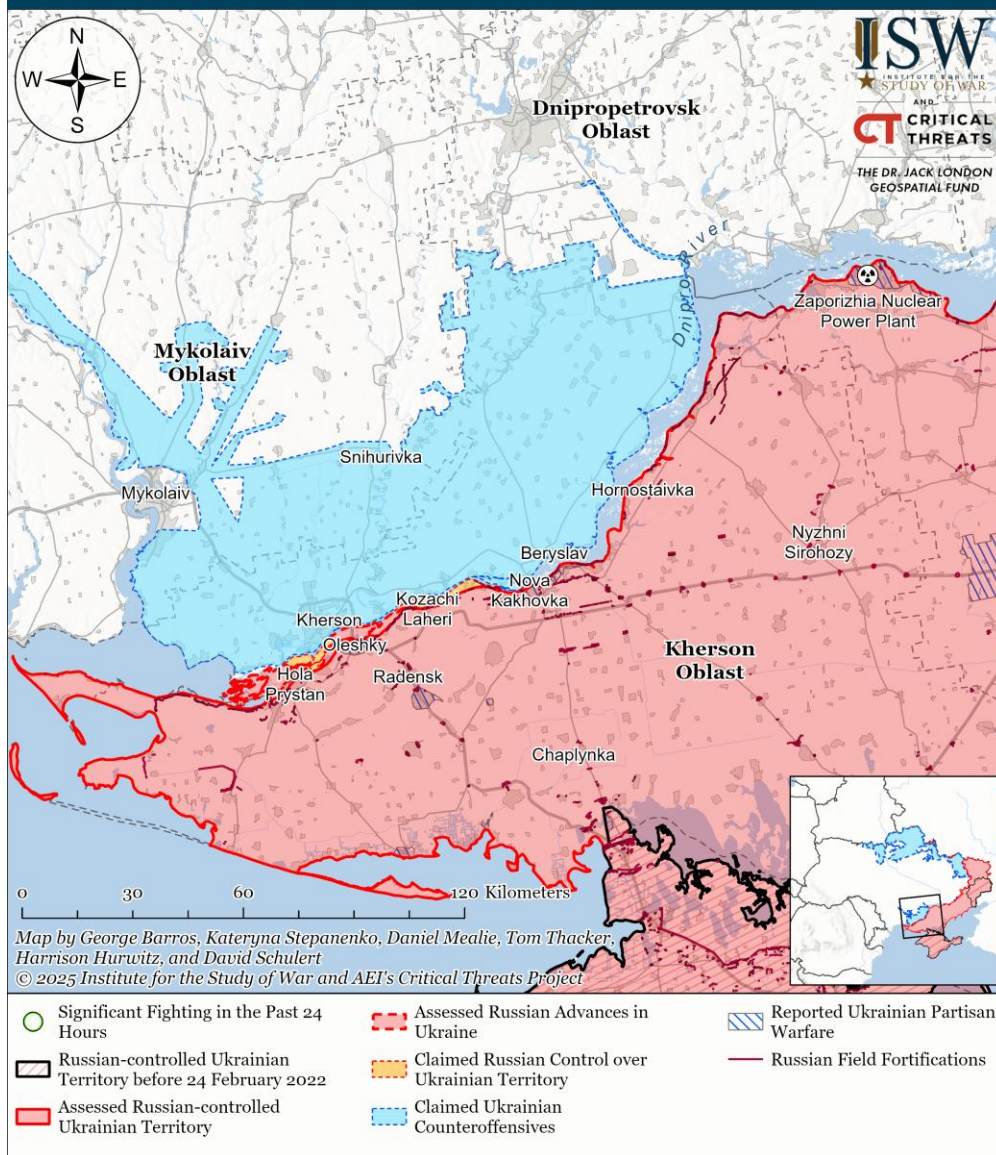 N
W
E
S
ISW
INSTITUTE FOR THE
STUDY OF WAR
AND
CT CRITICAL
THREATS
THE DR. JACK LONDON
GEOSPATIAL FUND
Dnipropetrovsk
Oblast
Dnipro River
Zaporizhia Nuclear
Power Plant
Mykolaiv
Oblast
Snihurivka
Mykolaiv
Hornostaivka
Nyzhni
Sirohozy
Beryslav
Nova
Kakhovka
Kozachi
Laheri
Kherson
Oleshky
Kherson
Oblast
Hola
Prystan
Radensk
Chaplynka
0 30 60 120 Kilometers
Map by George Barros, Kateryna Stepanenko, Daniel Mealie, Tom Thacker,
Harrison Hurwitz, and David Schulert
© 2025 Institute for the Study of War and AEI's Critical Threats Project
Significant Fighting in the Past 24
Hours
Russian-controlled Ukrainian
Territory before 24 February 2022
Assessed Russian-controlled
Ukrainian Territory
Assessed Russian Advances in
Ukraine
Claimed Russian Control over
Ukrainian Territory
Claimed Ukrainian
Counteroffensives
Reported Ukrainian Partisan
Warfare
Russian Field Fortifications